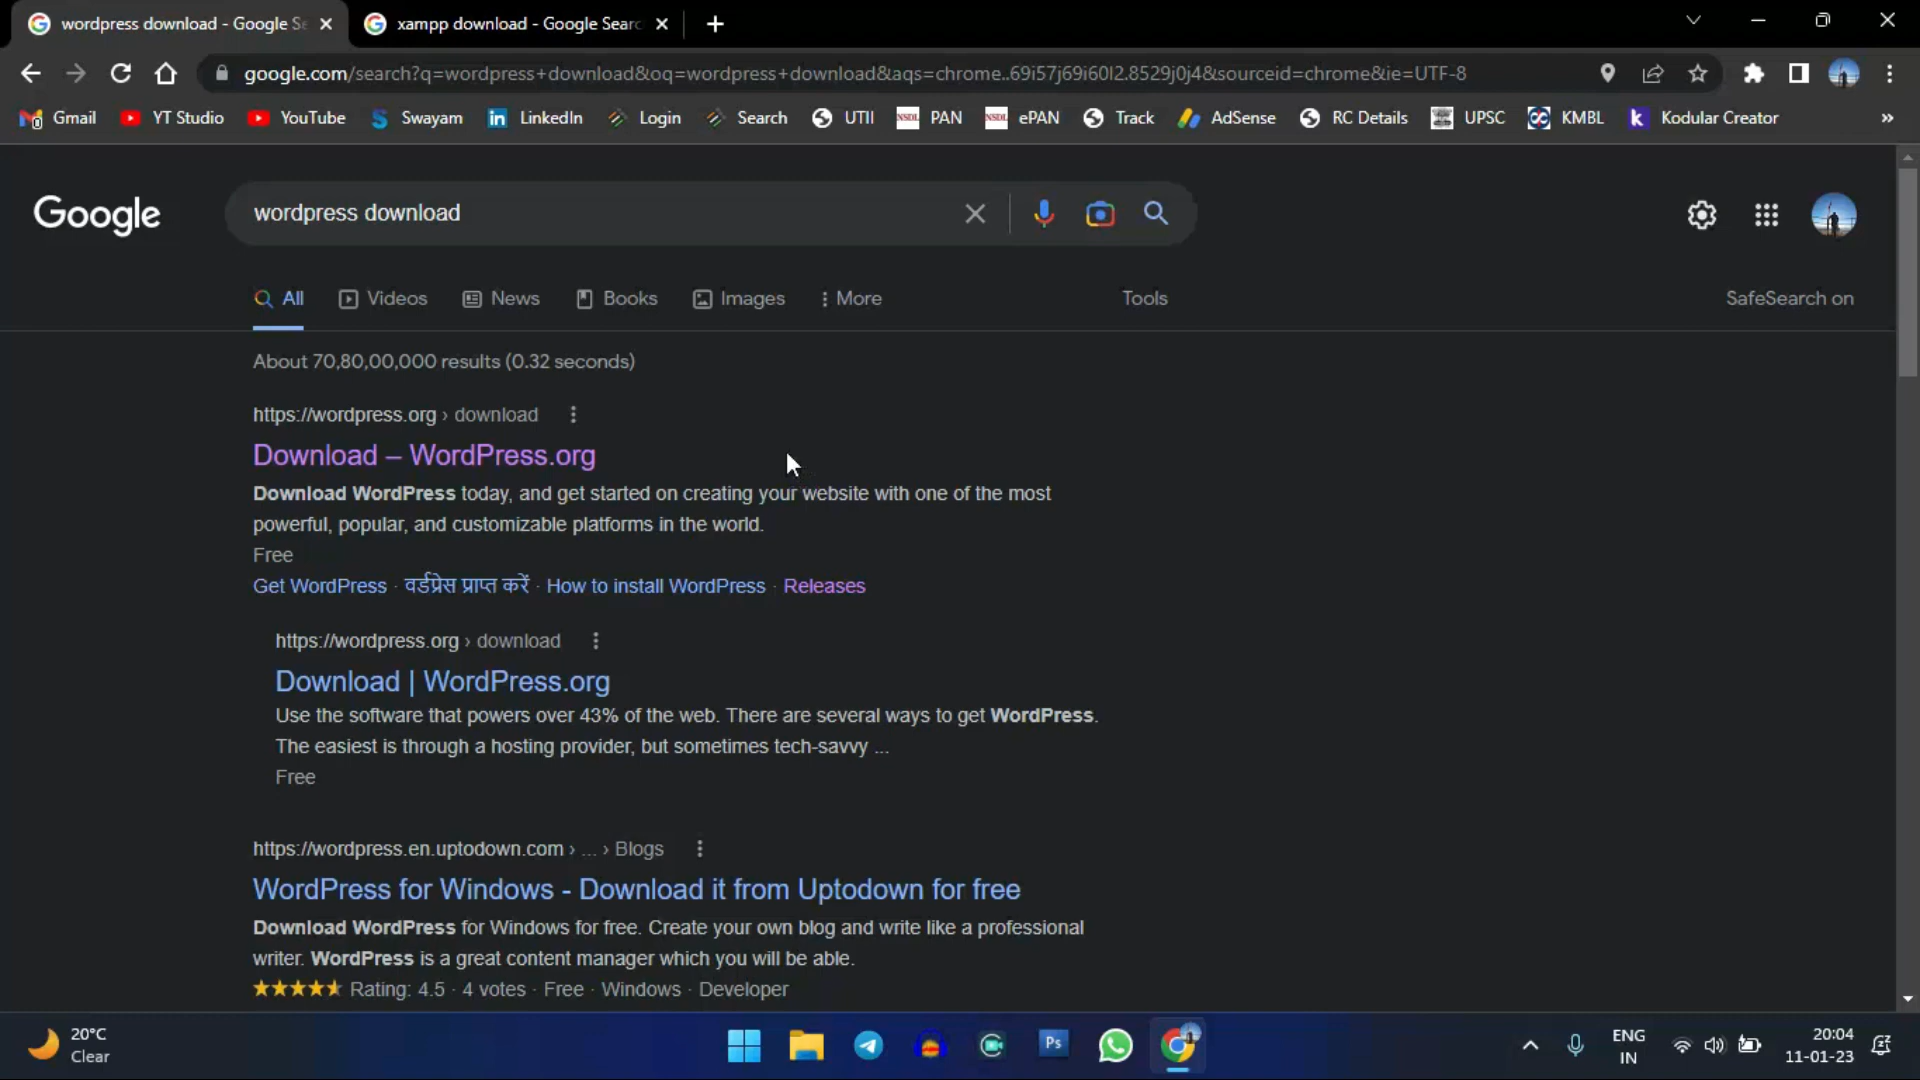 wordpress download - Google S
xampp download - Google Searc
google.com/search?q=wordpress+download&oq=wordpress+download&aqs=chrome..69i57j69i60l2.8529j0j4&sourceid=chrome&ie=UTF-8
Gmail YT Studio YouTube Swayam LinkedIn Login Search UTII PAN ePAN Track AdSense RC Details UPSC KMBL Kodular Creator »
Google
wordpress download
All Videos News Books Images More Tools SafeSearch on
About 70,80,00,000 results (0.32 seconds)
https://wordpress.org › download
Download – WordPress.org
Download WordPress today, and get started on creating your website with one of the most
powerful, popular, and customizable platforms in the world.
Free
Get WordPress · वर्डप्रेस प्राप्त करें · How to install WordPress · Releases
https://wordpress.org › download
Download | WordPress.org
Use the software that powers over 43% of the web. There are several ways to get WordPress.
The easiest is through a hosting provider, but sometimes tech-savvy ...
Free
https://wordpress.en.uptodown.com › ... › Blogs
WordPress for Windows - Download it from Uptodown for free
Download WordPress for Windows for free. Create your own blog and write like a professional
writer. WordPress is a great content manager which you will be able.
Rating: 4.5 · 4 votes · Free · Windows · Developer
20°C
Clear
Ps
ENG
IN
20:04
11-01-23